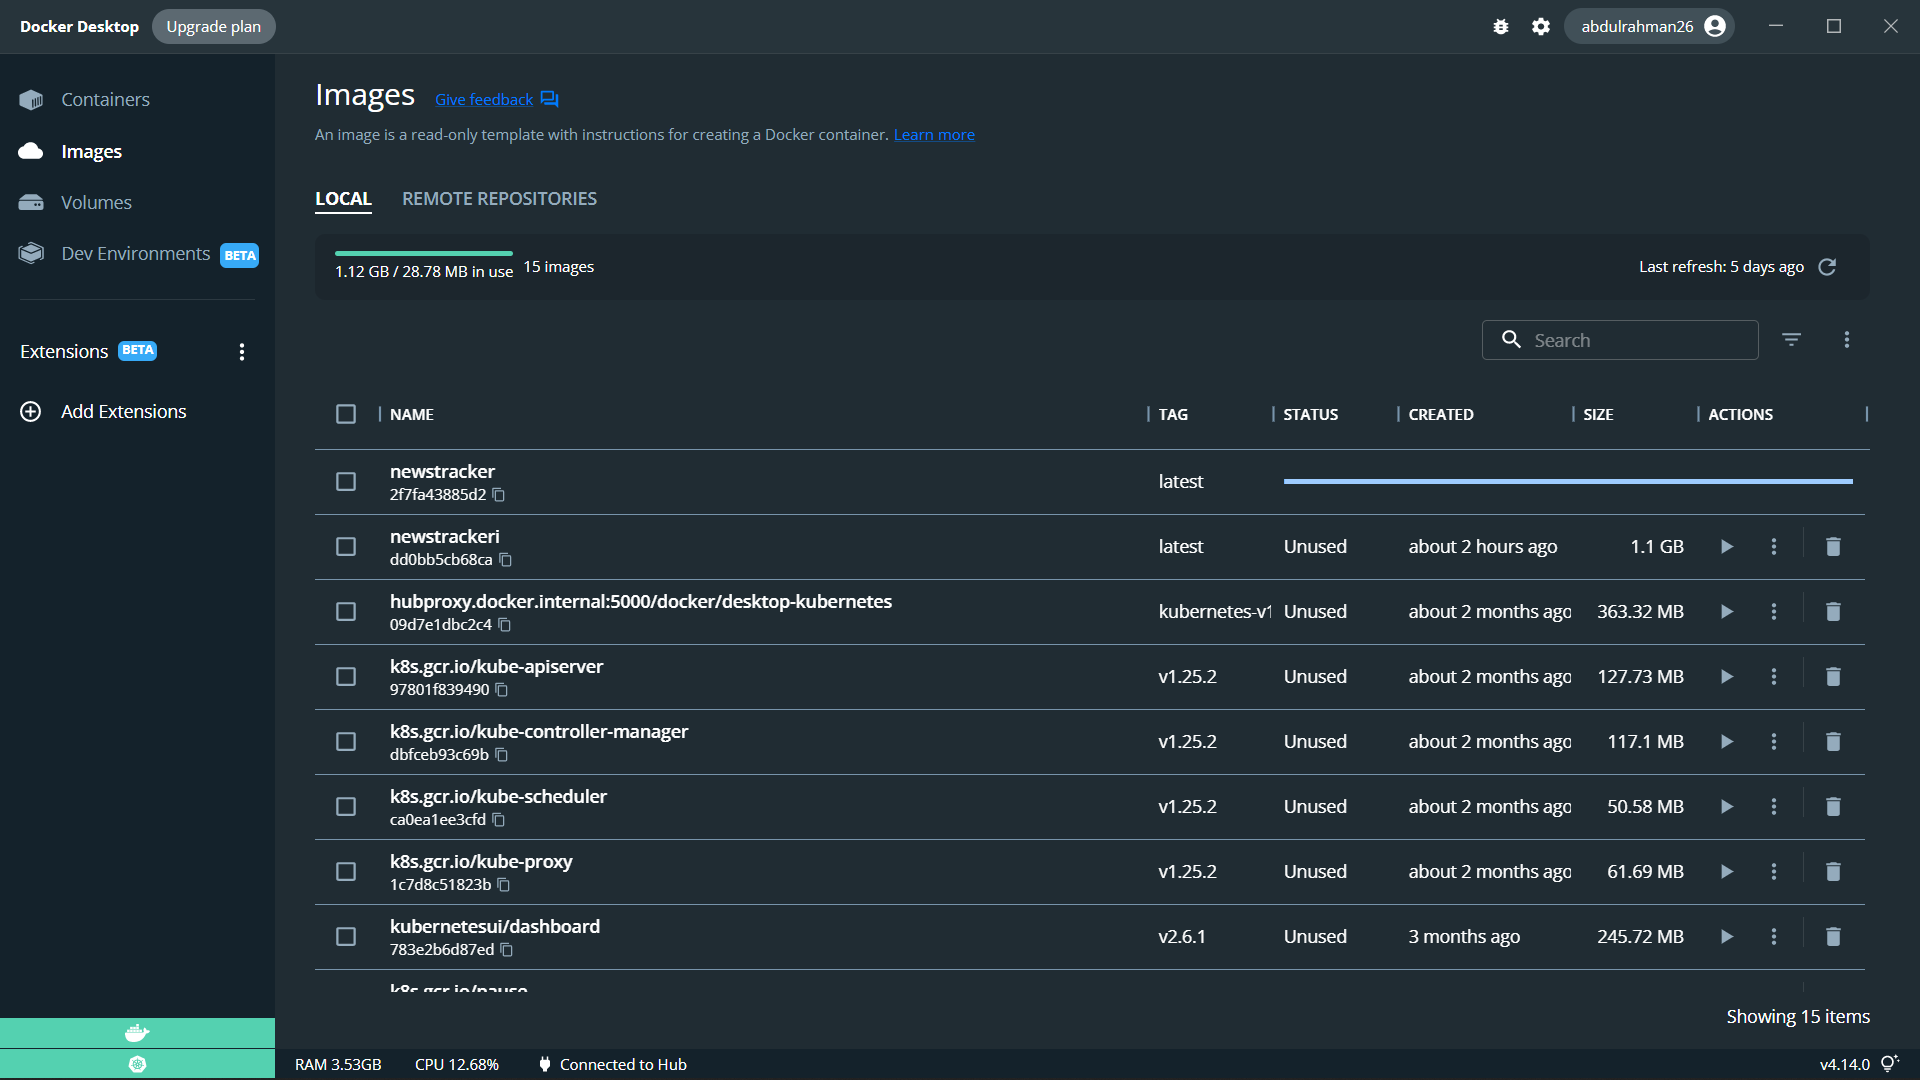 Docker Desktop Upgrade plan abdulrahman26
Containers
Images
Volumes
Dev Environments BETA
Extensions BETA
Add Extensions
Images Give feedback
An image is a read-only template with instructions for creating a Docker container. Learn more
LOCAL REMOTE REPOSITORIES
1.12 GB / 28.78 MB in use 15 images Last refresh: 5 days ago
Search
NAME TAG STATUS CREATED SIZE ACTIONS
newstracker latest
2f7fa43885d2
newstrackeri latest Unused about 2 hours ago 1.1 GB
dd0bb5cb68ca
hubproxy.docker.internal:5000/docker/desktop-kubernetes kubernetes-v1 Unused about 2 months ago 363.32 MB
09d7e1dbc2c4
k8s.gcr.io/kube-apiserver v1.25.2 Unused about 2 months ago 127.73 MB
97801f839490
k8s.gcr.io/kube-controller-manager v1.25.2 Unused about 2 months ago 117.1 MB
dbfceb93c69b
k8s.gcr.io/kube-scheduler v1.25.2 Unused about 2 months ago 50.58 MB
ca0ea1ee3cfd
k8s.gcr.io/kube-proxy v1.25.2 Unused about 2 months ago 61.69 MB
1c7d8c51823b
kubernetesui/dashboard v2.6.1 Unused 3 months ago 245.72 MB
783e2b6d87ed
k8s.gcr.io/pause
Showing 15 items
RAM 3.53GB CPU 12.68% Connected to Hub v4.14.0